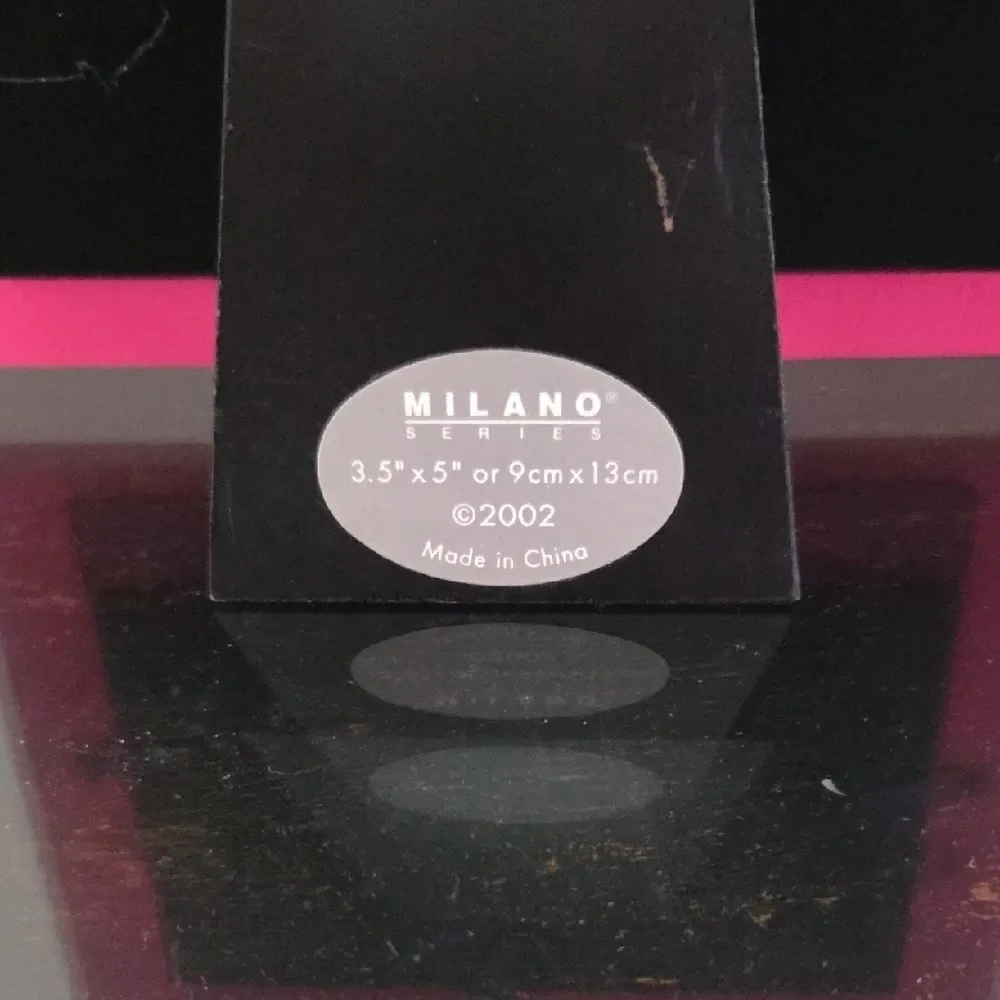 MILANO®
SERIES
3.5" x 5" or 9cm x 13cm
©2002
Made in China